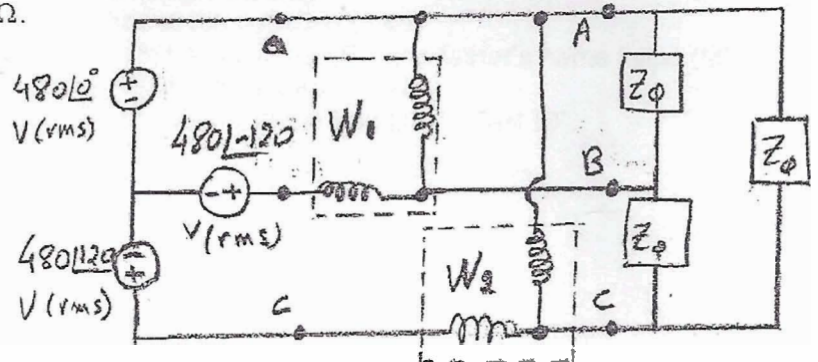 Ω.
a
A
480∠0°
V (rms)
480∠-120
W₁
ZΦ
ZΦ
B
V (rms)
480∠120
V (rms)
W₂
ZΦ
C
C